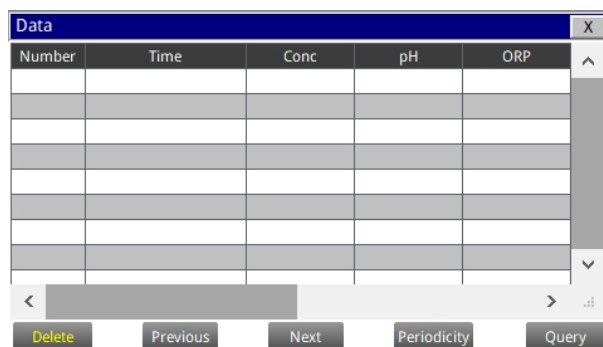 Data X
Number Time Conc pH ORP
Delete Previous Next Periodicity Query